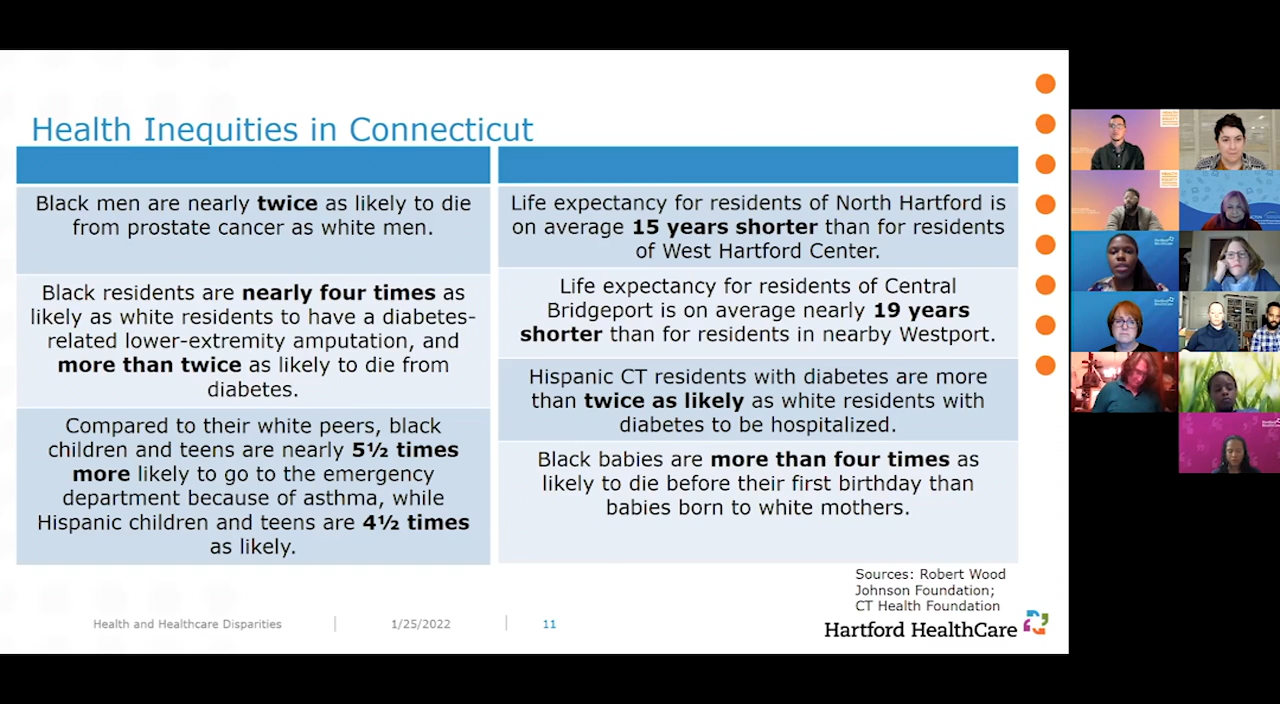 Health Inequities in Connecticut
Black men are nearly twice as likely to die
from prostate cancer as white men.
Black residents are nearly four times as
likely as white residents to have a diabetes-
related lower-extremity amputation, and
more than twice as likely to die from
diabetes.
Compared to their white peers, black
children and teens are nearly 5½ times
more likely to go to the emergency
department because of asthma, while
Hispanic children and teens are 4½ times
as likely.
Life expectancy for residents of North Hartford is
on average 15 years shorter than for residents
of West Hartford Center.
Life expectancy for residents of Central
Bridgeport is on average nearly 19 years
shorter than for residents in nearby Westport.
Hispanic CT residents with diabetes are more
than twice as likely as white residents with
diabetes to be hospitalized.
Black babies are more than four times as
likely to die before their first birthday than
babies born to white mothers.
Sources: Robert Wood
Johnson Foundation;
CT Health Foundation
Health and Healthcare Disparities
1/25/2022
11
Hartford HealthCare